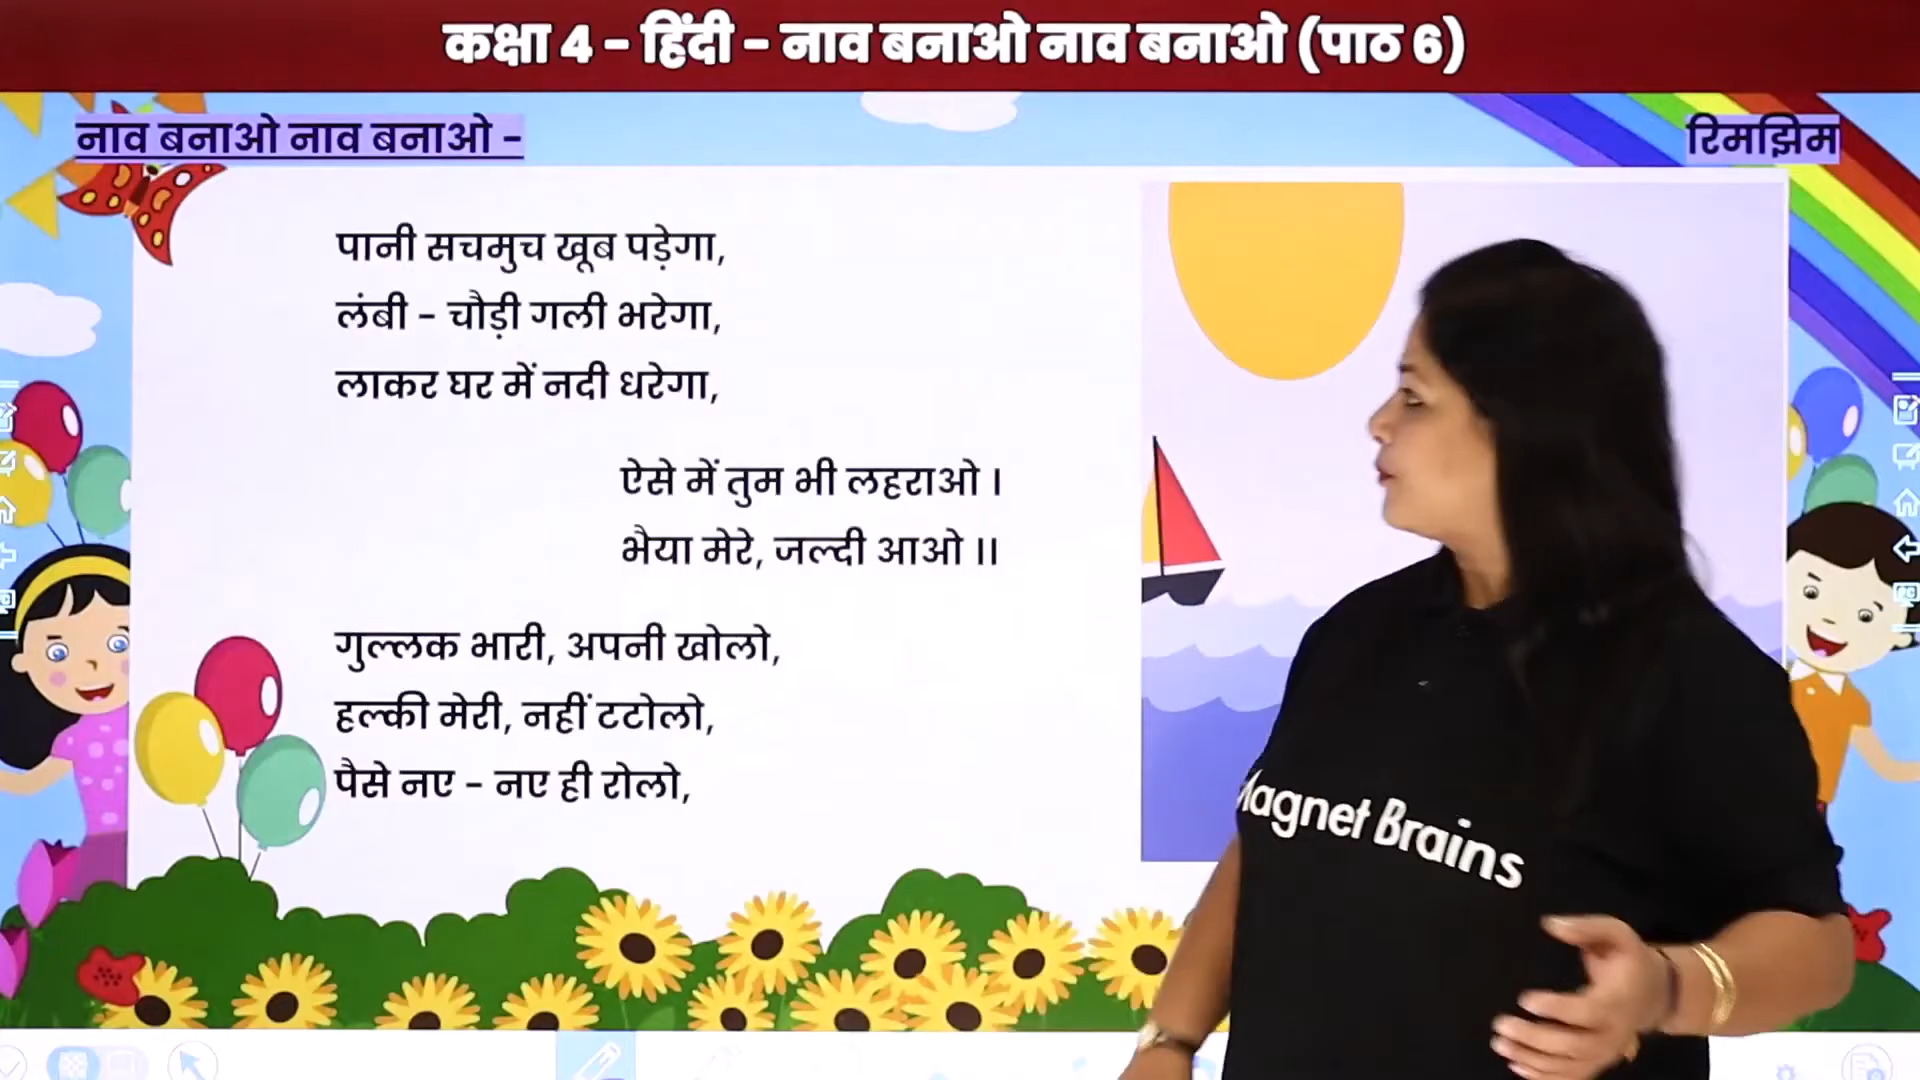 कक्षा 4 - हिंदी - नाव बनाओ नाव बनाओ (पाठ 6)
नाव बनाओ नाव बनाओ -
रिमझिम
पानी सचमुच खूब पड़ेगा,
लंबी - चौड़ी गली भरेगा,
लाकर घर में नदी धरेगा,
ऐसे में तुम भी लहराओ ।
भैया मेरे, जल्दी आओ ।।
गुल्लक भारी, अपनी खोलो,
हल्की मेरी, नहीं टटोलो,
पैसे नए - नए ही रोलो,
Magnet Brains